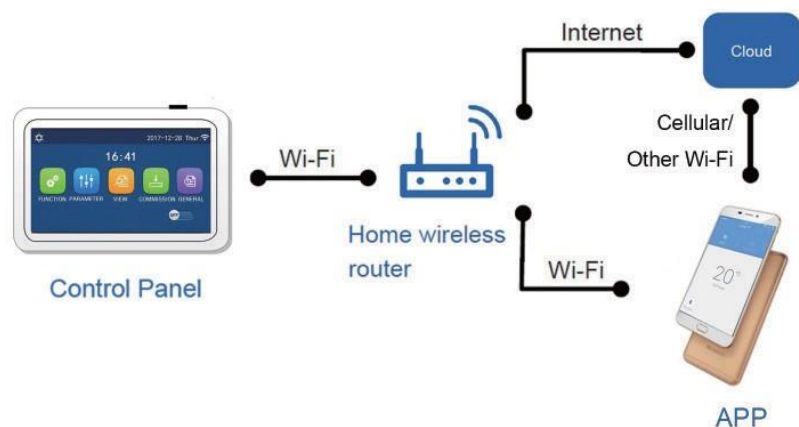 Internet
Cloud
Cellular/
Other Wi-Fi
2017-12-28 Thur
16:41
FUNCTION PARAMETER VIEW COMMISSION GENERAL
OFF
Wi-Fi
Home wireless
router
Control Panel
Wi-Fi
20
APP